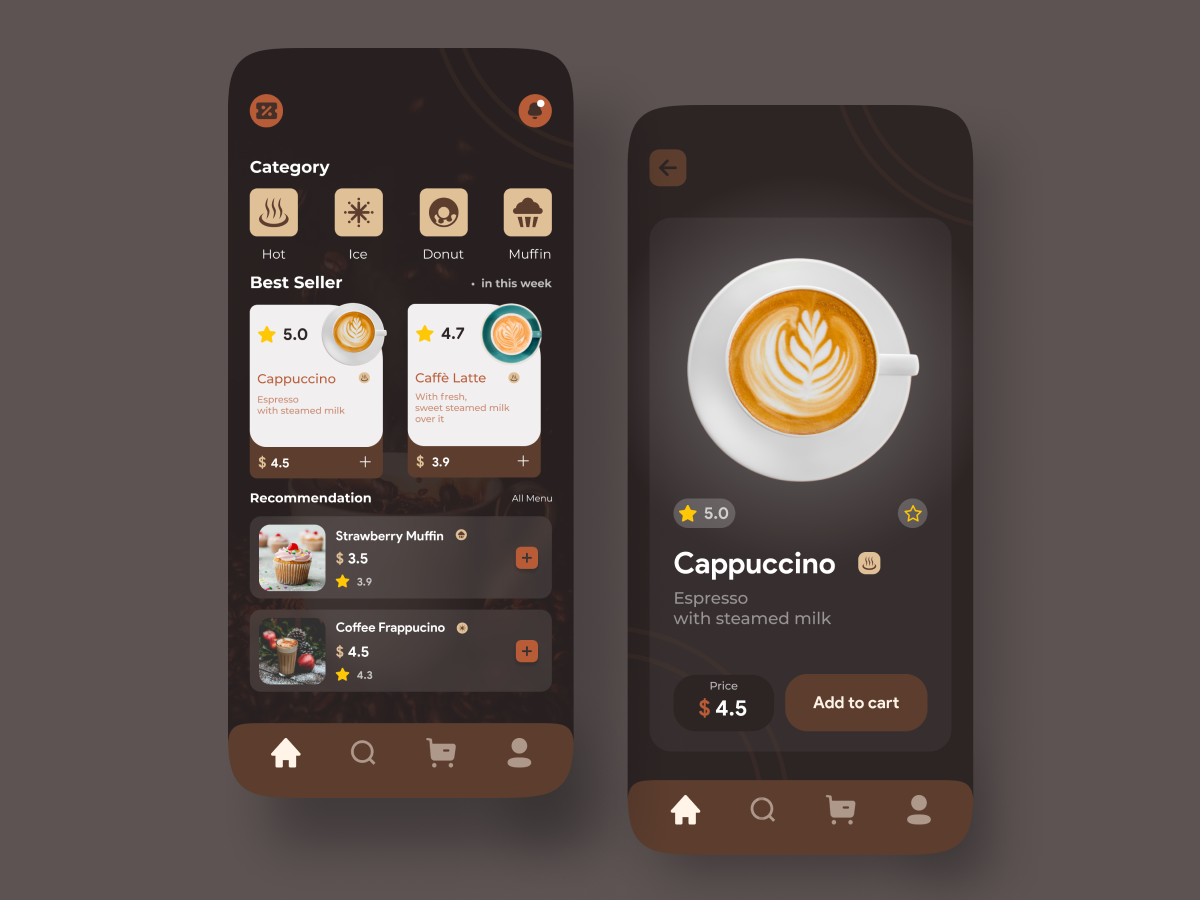 Category
Hot
Ice
Donut
Muffin
Best Seller
• in this week
5.0
Cappuccino
Espresso
with steamed milk
$ 4.5
+
4.7
Caffè Latte
With fresh,
sweet steamed milk
over it
$ 3.9
+
Recommendation
All Menu
Strawberry Muffin
$ 3.5
3.9
+
Coffee Frappucino
$ 4.5
4.3
+
5.0
Cappuccino
Espresso
with steamed milk
Price
$ 4.5
Add to cart